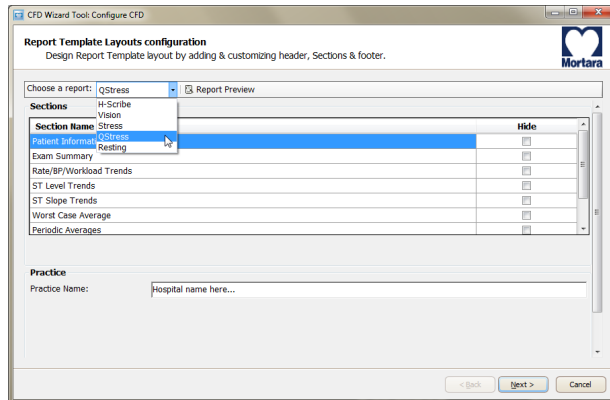 CFD Wizard Tool: Configure CFD
Report Template Layouts configuration
Design Report Template layout by adding & customizing header, Sections & footer.
Mortara
Choose a report: QStress Report Preview
H-Scribe
Vision
Stress
QStress
Resting
Sections
Section Name Hide
Patient Informati
Exam Summary
Rate/BP/Workload Trends
ST Level Trends
ST Slope Trends
Worst Case Average
Periodic Averages
Practice
Practice Name: Hospital name here...
< Back Next > Cancel